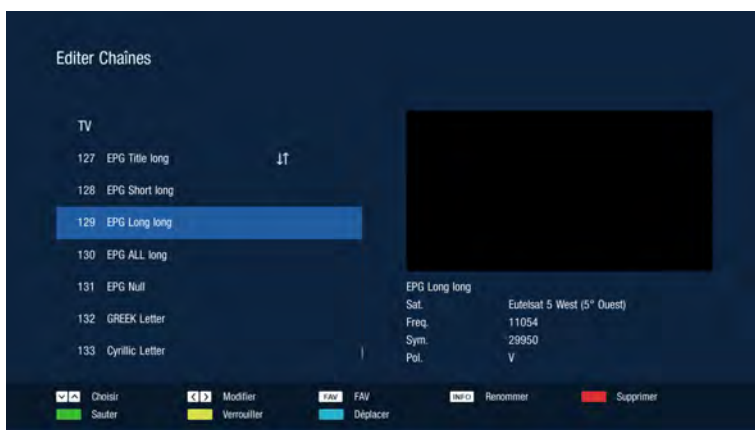 Editer Chaînes
TV
127 EPG Title long
128 EPG Short long
129 EPG Long long
130 EPG ALL long
131 EPG Null
132 GREEK Letter
133 Cyrillic Letter
EPG Long long
Sat. Eutelsat 5 West (5° Ouest)
Freq. 11054
Sym. 29950
Pol. V
Choisir Modifier FAV FAV INFO Renommer Supprimer
Sauter Verrouiller Déplacer